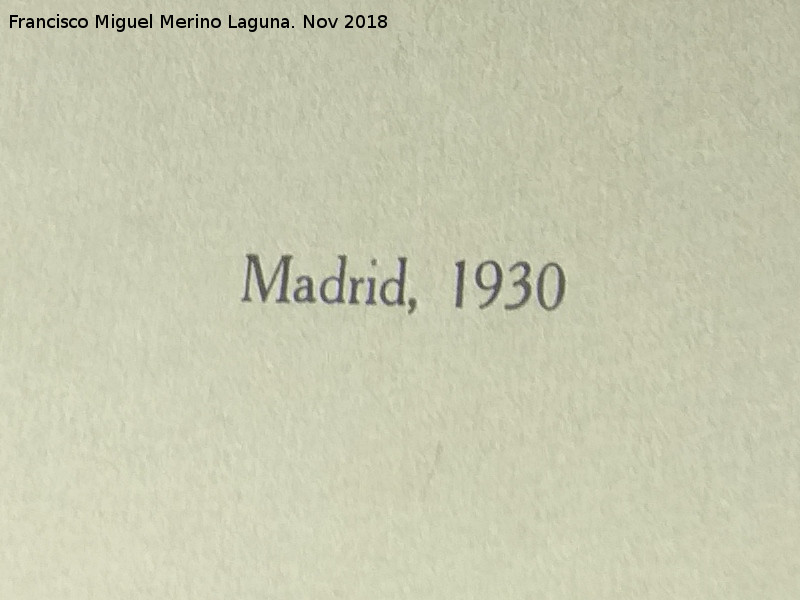 Francisco Miguel Merino Laguna. Nov 2018
Madrid, 1930